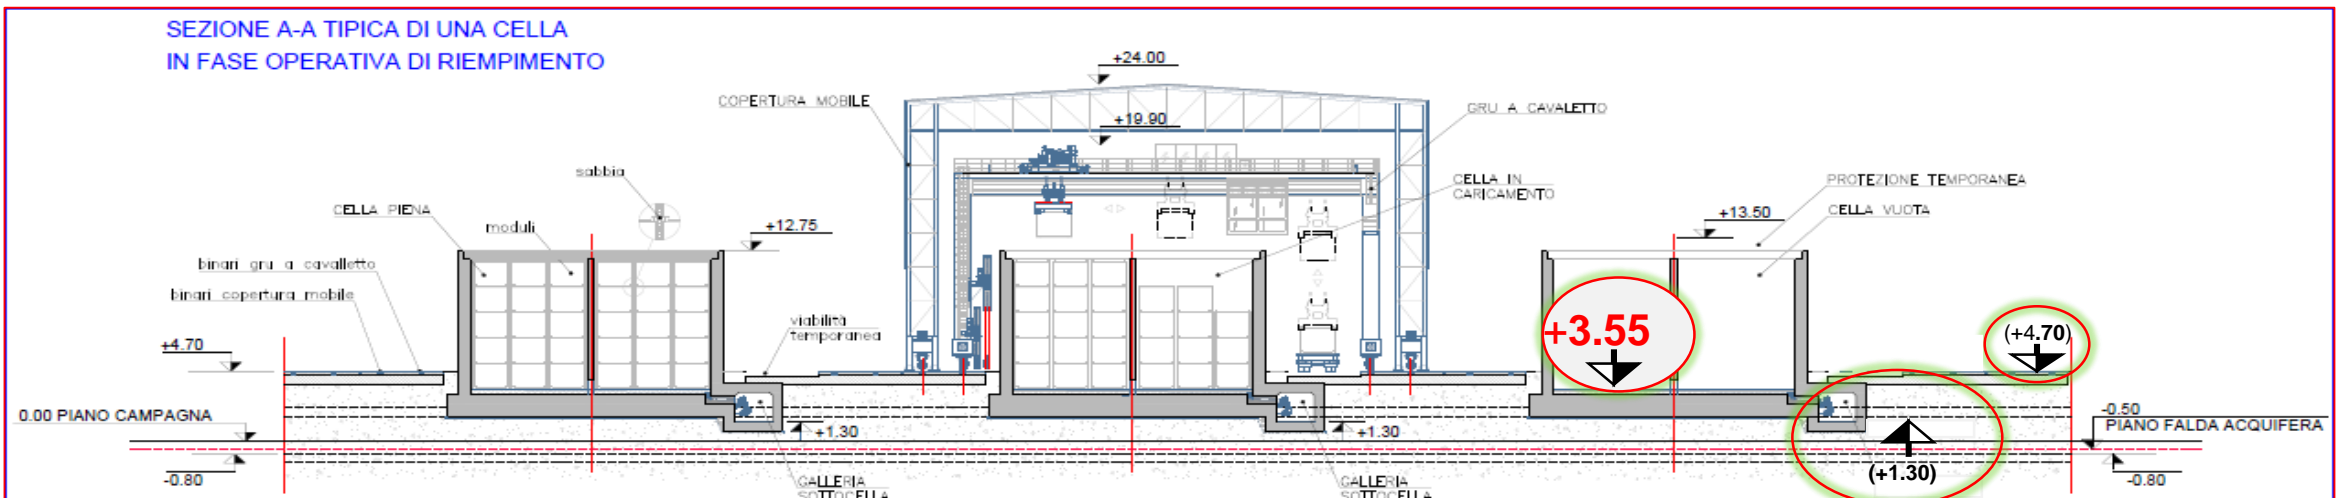 SEZIONE A-A TIPICA DI UNA CELLA
IN FASE OPERATIVA DI RIEMPIMENTO
+24.00
COPERTURA MOBILE
GRU A CAVALETTO
+19.90
sabbia
CELLA IN
CARICAMENTO
PROTEZIONE TEMPORANEA
CELLA PIENA
moduli
+12.75
+13.50
CELLA VUOTA
binari gru a cavalletto
binari copertura mobile
viabilità
temporanea
+3.55
(+4.70)
+4.70
0.00 PIANO CAMPAGNA
+1.30
+1.30
-0.50
PIANO FALDA ACQUIFERA
(+1.30)
-0.80
-0.80
GALLERIA
SOTTOCELLA
GALLERIA
SOTTOCELLA